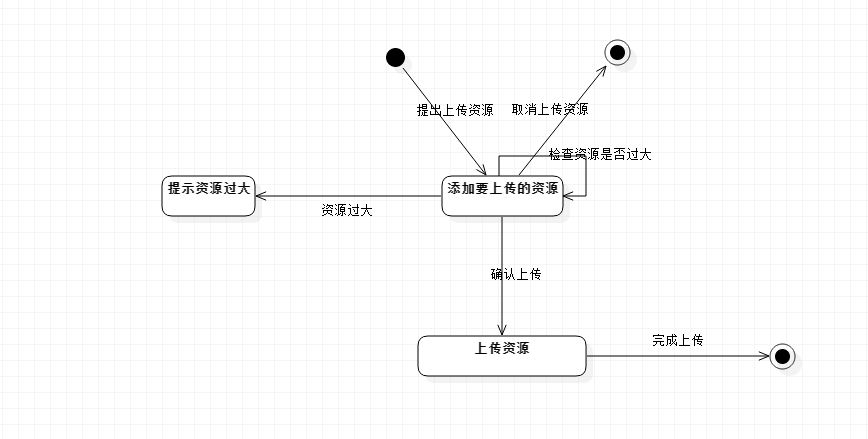 提出上传资源
取消上传资源
检查资源是否过大
提示资源过大
添加要上传的资源
资源过大
确认上传
上传资源
完成上传